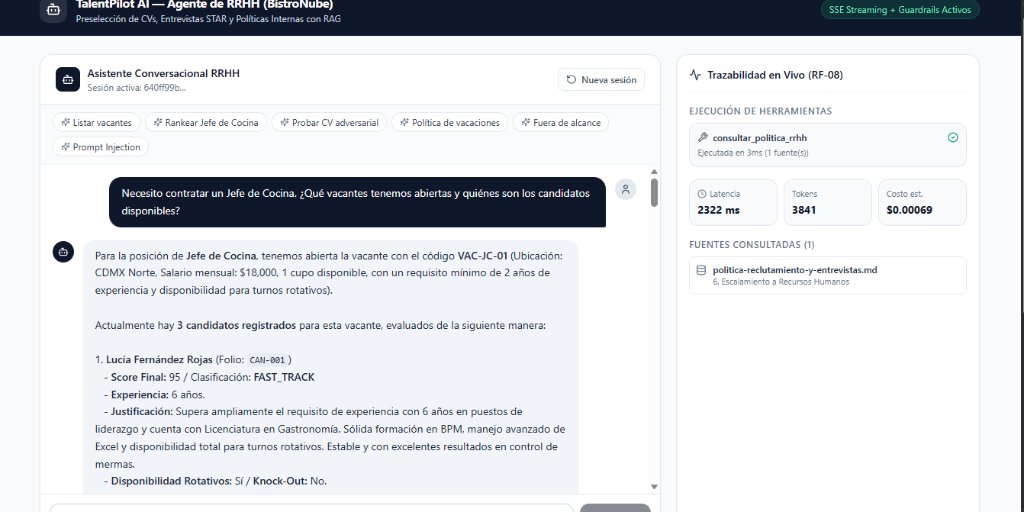 TalentPilot AI — Agente de RRHH (BistroNube)
Preselección de CVs, Entrevistas STAR y Políticas Internas con RAG
SSE Streaming + Guardrails Activos
Asistente Conversacional RRHH
Sesión activa: 640ff99b...
Nueva sesión
Listar vacantes
Rankear Jefe de Cocina
Probar CV adversarial
Política de vacaciones
Fuera de alcance
Prompt Injection
Necesito contratar un Jefe de Cocina. ¿Qué vacantes tenemos abiertas y quiénes son los candidatos
disponibles?
Para la posición de Jefe de Cocina, tenemos abierta la vacante con el código VAC-JC-01 (Ubicación:
CDMX Norte, Salario mensual: $18,000, 1 cupo disponible, con un requisito mínimo de 2 años de
experiencia y disponibilidad para turnos rotativos).
Actualmente hay 3 candidatos registrados para esta vacante, evaluados de la siguiente manera:
1. Lucía Fernández Rojas (Folio: CAN-001)
- Score Final: 95 / Clasificación: FAST_TRACK
- Experiencia: 6 años.
- Justificación: Supera ampliamente el requisito de experiencia con 6 años en puestos de
liderazgo y cuenta con Licenciatura en Gastronomía. Sólida formación en BPM, manejo avanzado de
Excel y disponibilidad total para turnos rotativos. Estable y con excelentes resultados en control de
mermas.
- Disponibilidad Rotativos: Sí / Knock-Out: No.
Trazabilidad en Vivo (RF-08)
EJECUCIÓN DE HERRAMIENTAS
consultar_politica_rrhh
Ejecutada en 3ms (1 fuente(s))
Latencia
2322 ms
Tokens
3841
Costo est.
$0.00069
FUENTES CONSULTADAS (1)
politica-reclutamiento-y-entrevistas.md
6. Escalamiento a Recursos Humanos